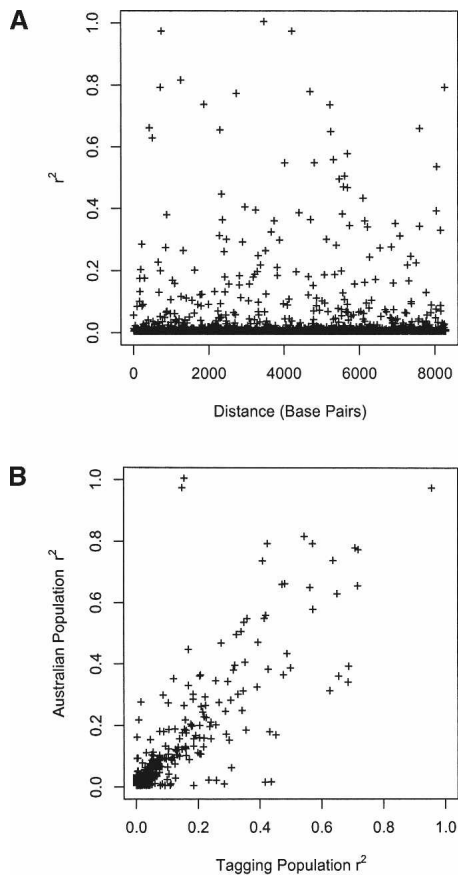 A
1.0
0.8
0.6
0.4
0.2
0.0
r²
0 2000 4000 6000 8000
Distance (Base Pairs)
B
1.0
0.8
0.6
0.4
0.2
0.0
Australian Population r²
0.0 0.2 0.4 0.6 0.8 1.0
Tagging Population r²